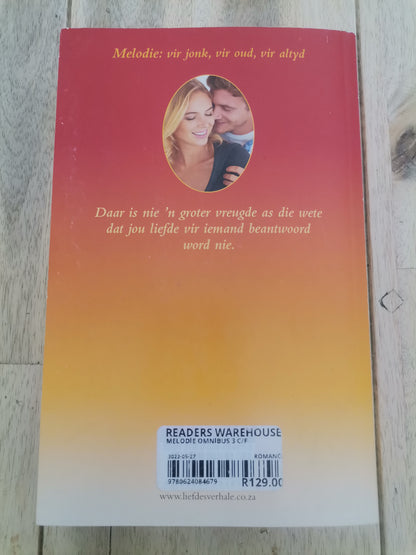 Melodie: vir jonk, vir oud, vir altyd
Daar is nie 'n groter vreugde as die wete
dat jou liefde vir iemand beantwoord
word nie.
READERS WAREHOUSE
MELODIE OMNIBUS 3 C/F
2022-05-27 ROMANC
9780624084679 R129.00
www.liefdesverhale.co.za